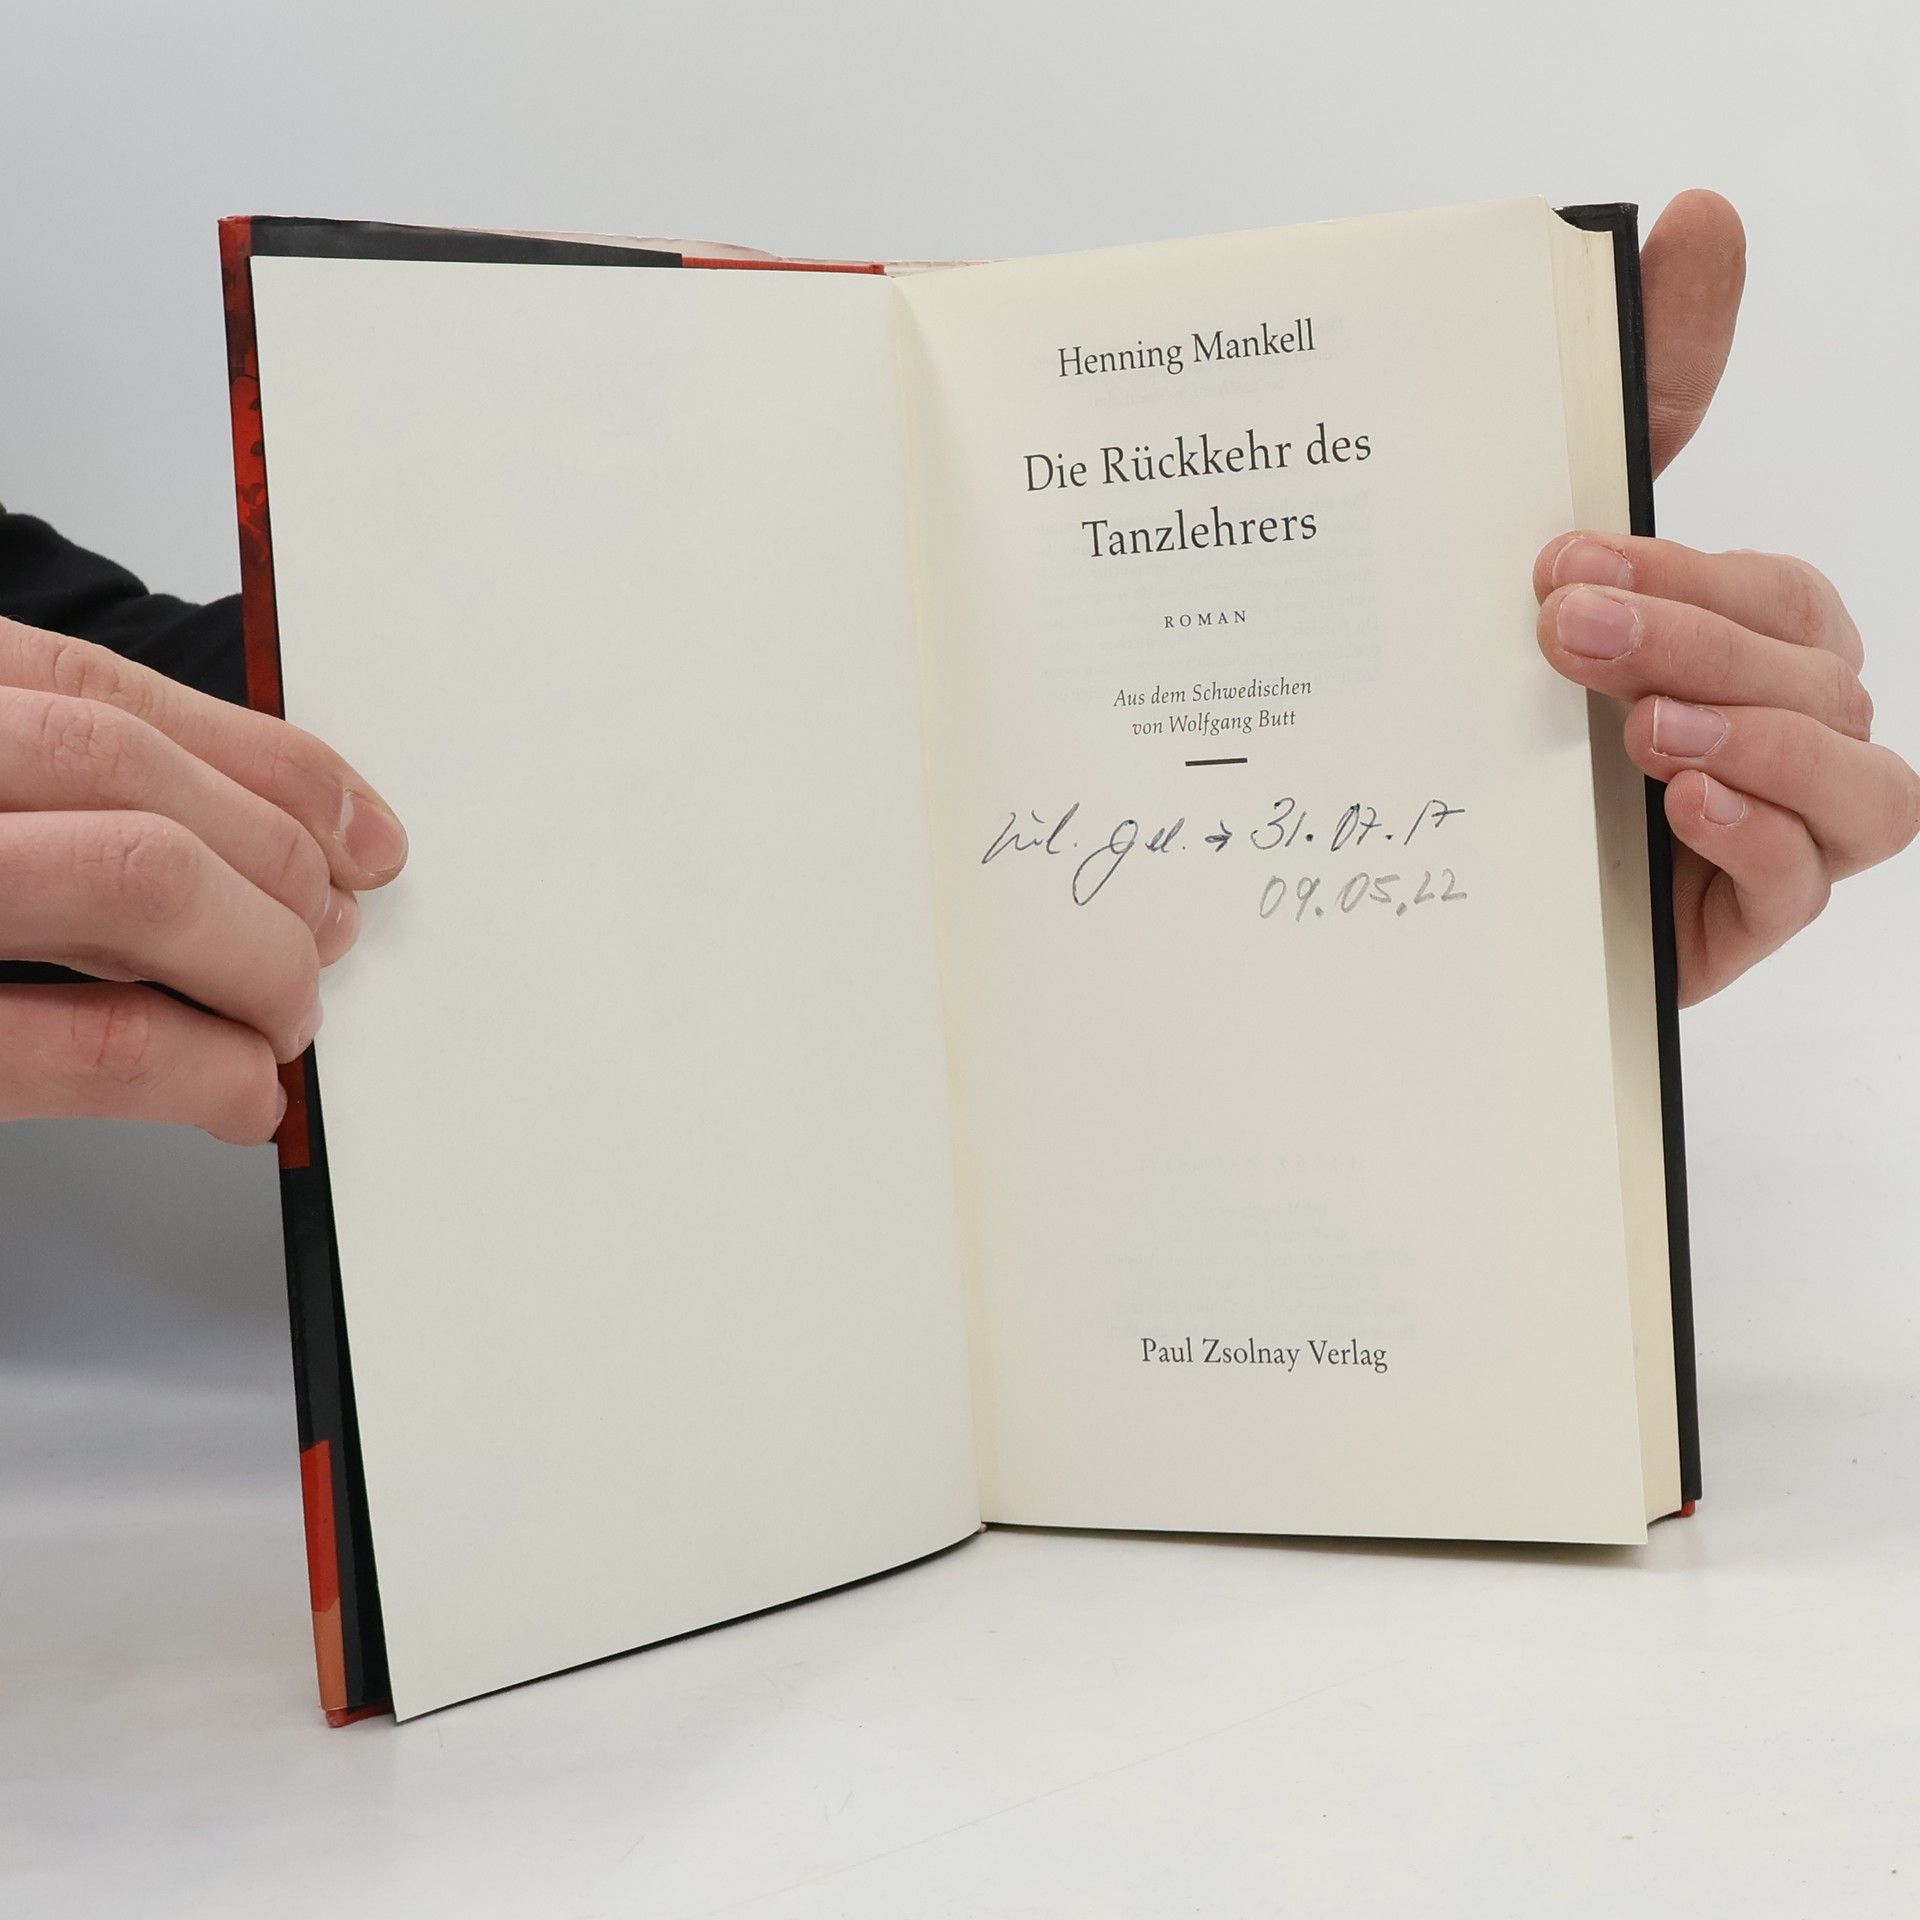 Henning Mankell
Die Rückkehr des
Tanzlehrers
ROMAN
Aus dem Schwedischen
von Wolfgang Butt
gel. → 31.07.17
09.05.22
Paul Zsolnay Verlag